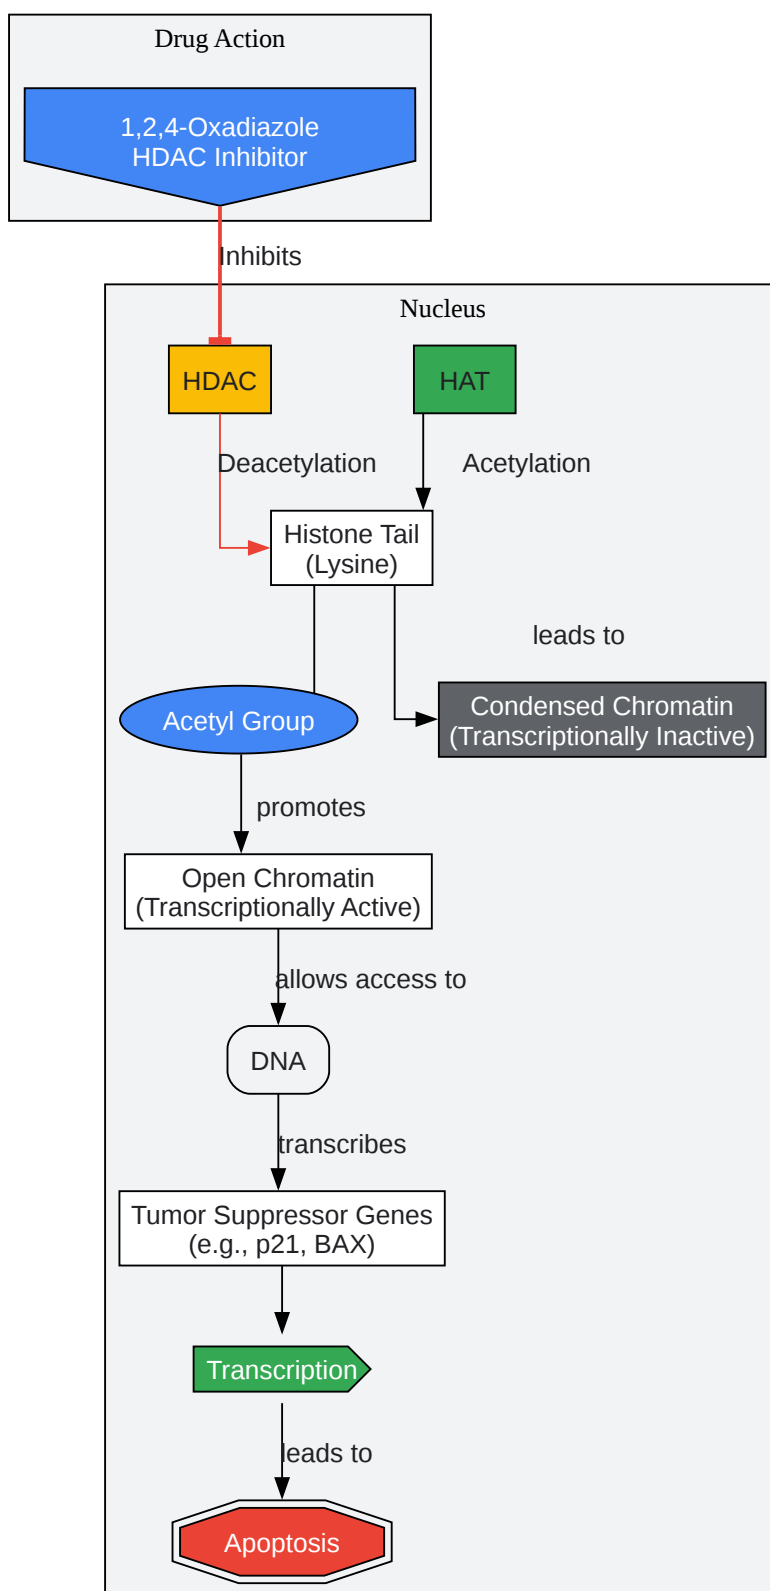 Drug Action
1,2,4-Oxadiazole
HDAC Inhibitor
Inhibits
Nucleus
HDAC
HAT
Deacetylation
Acetylation
Histone Tail
(Lysine)
leads to
Acetyl Group
Condensed Chromatin
(Transcriptionally Inactive)
promotes
Open Chromatin
(Transcriptionally Active)
allows access to
DNA
transcribes
Tumor Suppressor Genes
(e.g., p21, BAX)
Transcription
leads to
Apoptosis